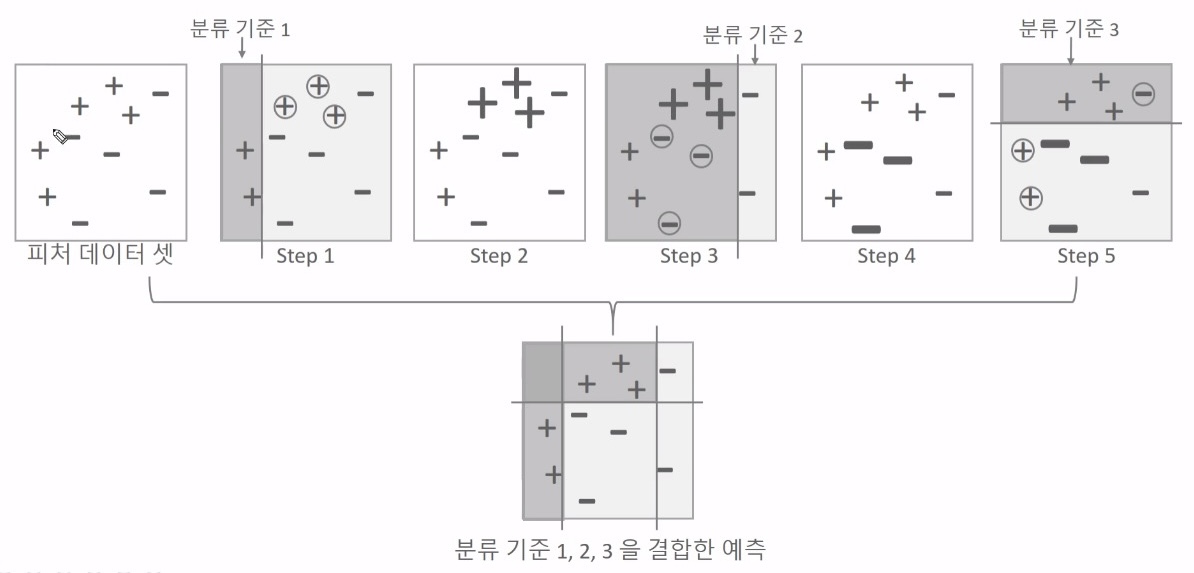 분류 기준 1
분류 기준 2
분류 기준 3
피처 데이터 셋
Step 1
Step 2
Step 3
Step 4
Step 5
분류 기준 1, 2, 3 을 결합한 예측